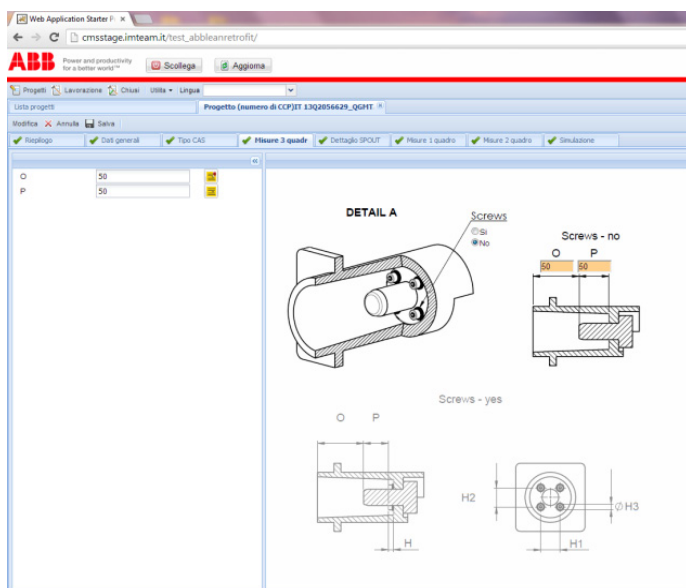 Web Application Starter P
cmsstage.imteam.it/test_abbleanretrofit/
ABB Power and productivity for a better world™ Scollega Aggiorna
Progetti Lavorazione Chiusi Utilità Lingua
Lista progetti Progetto (numero di CCP)IT 13Q2056629_QGMT.
Modifica Annulla Salva
Riepilogo Dati generali Tipo CAS Misure 3 quadr Dettaglio SPOUT Misure 1 quadro Misure 2 quadro Simulazione
O 50
P 50
DETAIL A
Screws
Si
No
Screws - no
O P
50 50
Screws - yes
O P
H
H2
H1
Ø H3